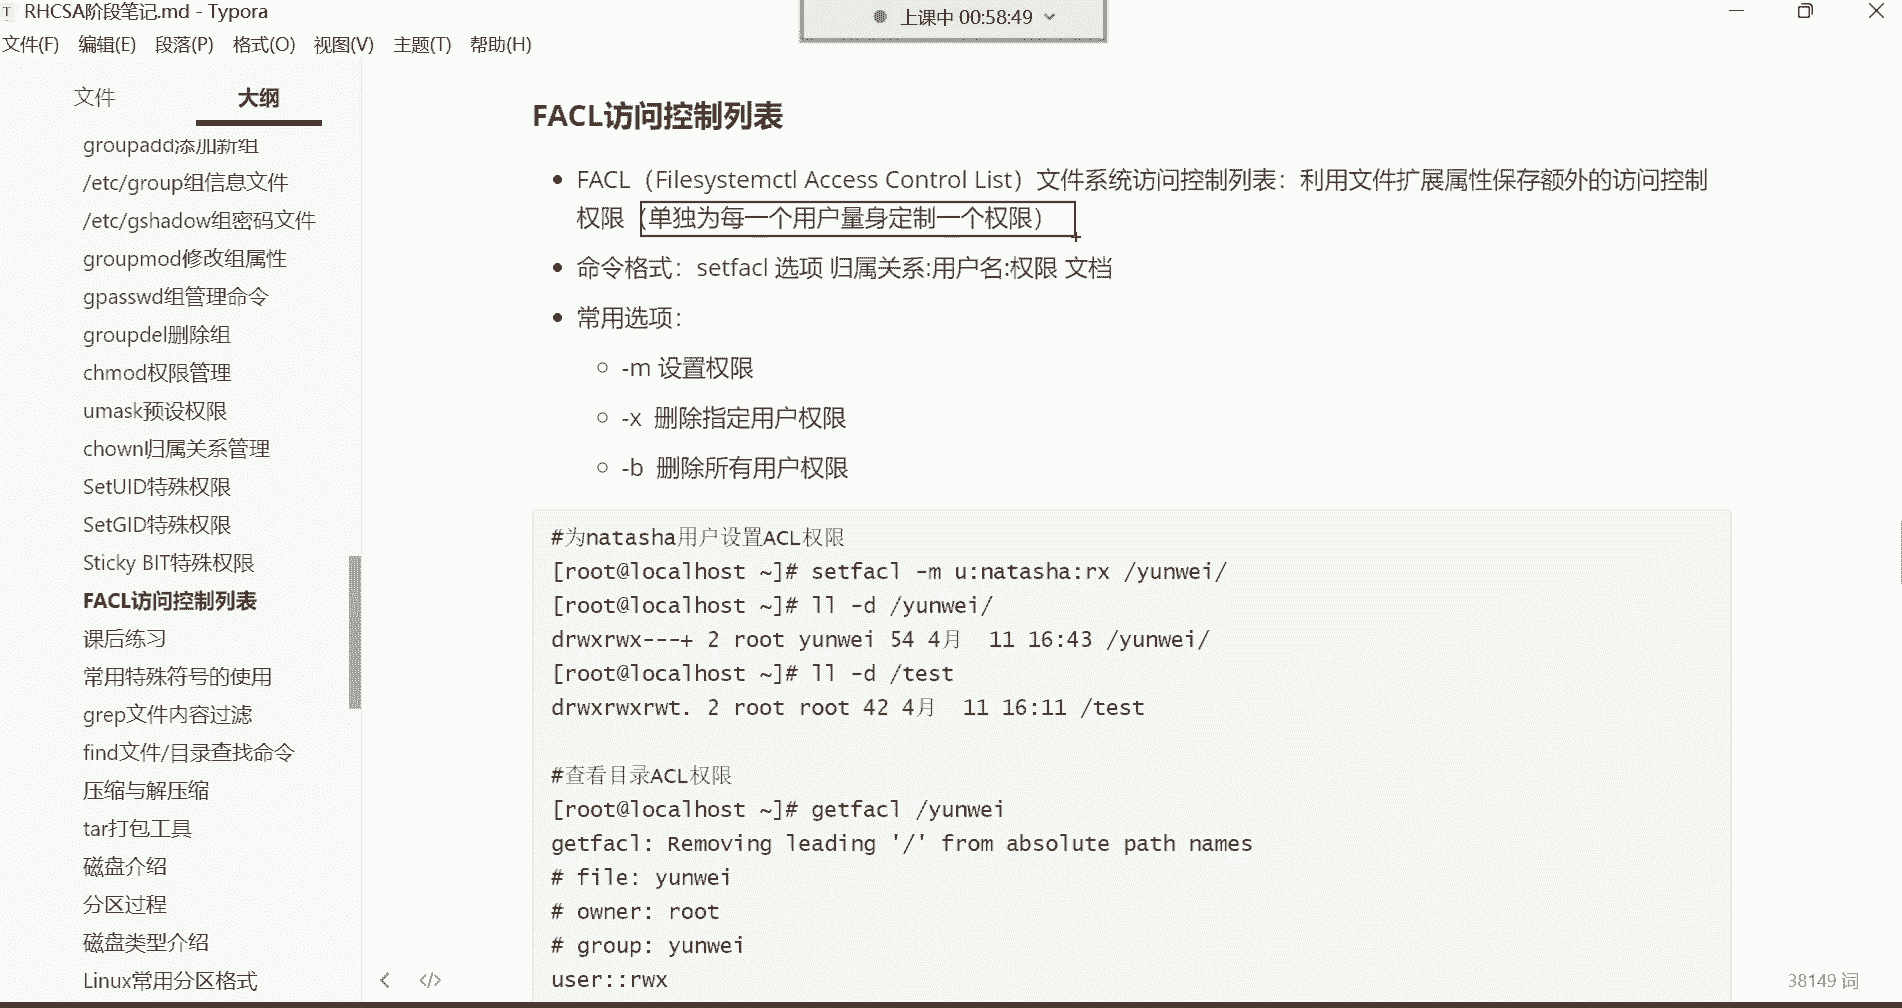 RHCSA阶段笔记.md - Typora
上课中 00:58:49
文件(F) 编辑(E) 段落(P) 格式(O) 视图(V) 主题(T) 帮助(H)
文件 大纲
groupadd添加新组
/etc/group组信息文件
/etc/gshadow组密码文件
groupmod修改组属性
gpasswd组管理命令
groupdel删除组
chmod权限管理
umask预设权限
chown归属关系管理
SetUID特殊权限
SetGID特殊权限
Sticky BIT特殊权限
FACL访问控制列表
课后练习
常用特殊符号的使用
grep文件内容过滤
find文件/目录查找命令
压缩与解压缩
tar打包工具
磁盘介绍
分区过程
磁盘类型介绍
Linux常用分区格式
FACL访问控制列表
FACL（Filesystemctl Access Control List）文件系统访问控制列表：利用文件扩展属性保存额外的访问控制
权限（单独为每一个用户量身定制一个权限）
命令格式：setfacl 选项 归属关系:用户名:权限 文档
常用选项：
-m 设置权限
-x 删除指定用户权限
-b 删除所有用户权限
#为natasha用户设置ACL权限
[root@localhost ~]# setfacl -m u:natasha:rx /yunwei/
[root@localhost ~]# ll -d /yunwei/
drwxrwx---+ 2 root yunwei 54 4月  11 16:43 /yunwei/
[root@localhost ~]# ll -d /test
drwxrwxrwt. 2 root root 42 4月  11 16:11 /test
#查看目录ACL权限
[root@localhost ~]# getfacl /yunwei
getfacl: Removing leading '/' from absolute path names
# file: yunwei
# owner: root
# group: yunwei
user::rwx
38149 词